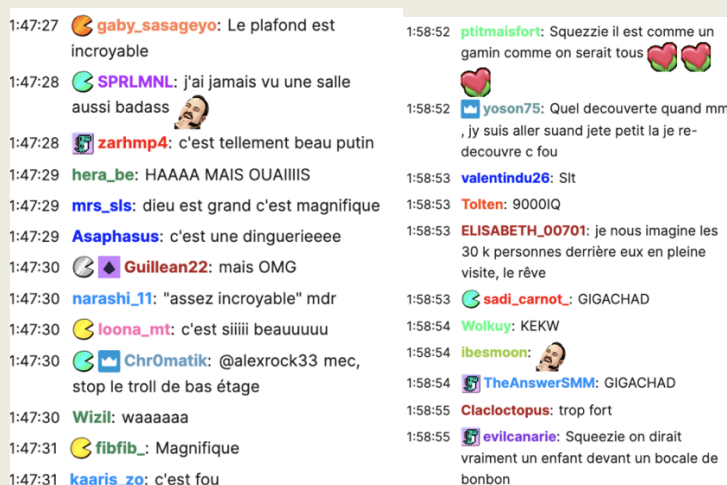 1:47:27 gaby_sasageyo: Le plafond est
incroyable
1:47:28 SPRLMNL: j'ai jamais vu une salle
aussi badass
1:47:28 zarhmp4: c'est tellement beau putin
1:47:29 hera_be: HAAAA MAIS OUAIIIIS
1:47:29 mrs_sls: dieu est grand c'est magnifique
1:47:29 Asaphasus: c'est une dinguerieeee
1:47:30 Guillean22: mais OMG
1:47:30 narashi_11: "assez incroyable" mdr
1:47:30 loona_mt: c'est siiiii beauuuuu
1:47:30 Chr0matik: @alexrock33 mec,
stop le troll de bas étage
1:47:30 Wizil: waaaaaa
1:47:31 fibfib_: Magnifique
1:47:31 kaaris_zo: c'est fou
1:58:52 ptitmaisfort: Squezzie il est comme un
gamin comme on serait tous
1:58:52 yoson75: Quel decouverte quand mm
, jy suis aller suand jete petit la je re-
decouvre c fou
1:58:53 valentindu26: Slt
1:58:53 Tolten: 9000IQ
1:58:53 ELISABETH_00701: je nous imagine les
30 k personnes derrière eux en pleine
visite, le rêve
1:58:53 sadi_carnot_: GIGACHAD
1:58:54 Wolkuy: KEKW
1:58:54 ibesmoon:
1:58:54 TheAnswerSMM: GIGACHAD
1:58:55 Clacloctopus: trop fort
1:58:55 evilcanarie: Squeezie on dirait
vraiment un enfant devant un bocale de
bonbon